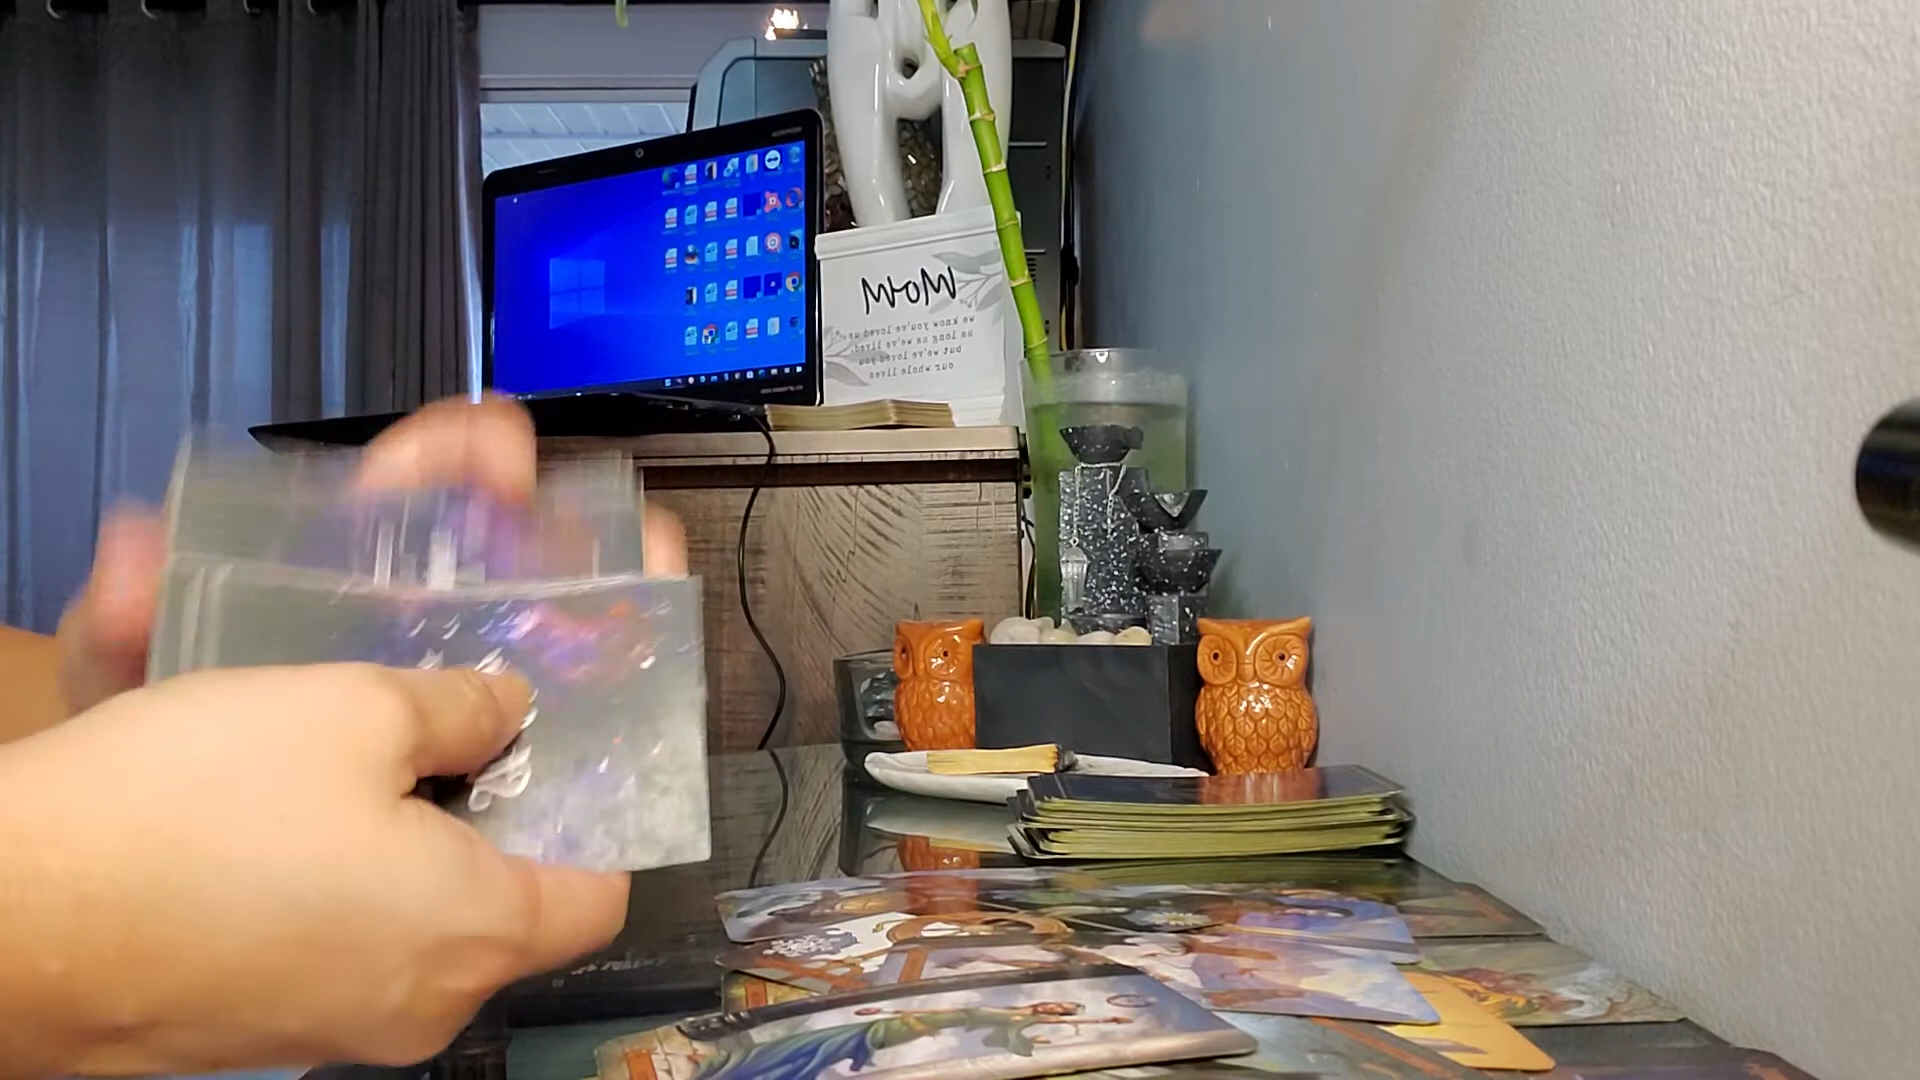 MOM
we know you've loved us
as long as we've lived,
but we've loved you
our whole
lives